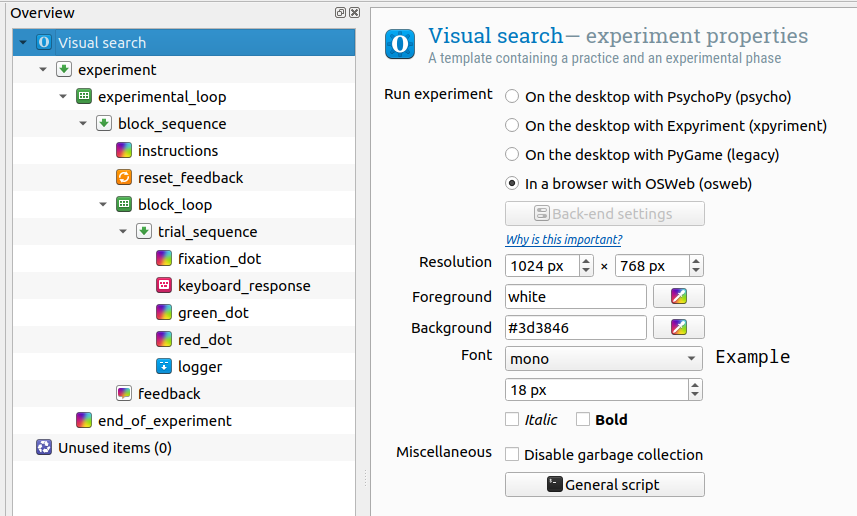 Overview
Visual search
experiment
experimental_loop
block_sequence
instructions
reset_feedback
block_loop
trial_sequence
fixation_dot
keyboard_response
green_dot
red_dot
logger
feedback
end_of_experiment
Unused items (0)
Visual search— experiment properties
A template containing a practice and an experimental phase
Run experiment
On the desktop with PsychoPy (psycho)
On the desktop with Expyriment (xpyriment)
On the desktop with PyGame (legacy)
In a browser with OSWeb (osweb)
Back-end settings
Why is this important?
Resolution 1024 px × 768 px
Foreground white
Background #3d3846
Font mono Example
18 px
Italic Bold
Miscellaneous Disable garbage collection
General script